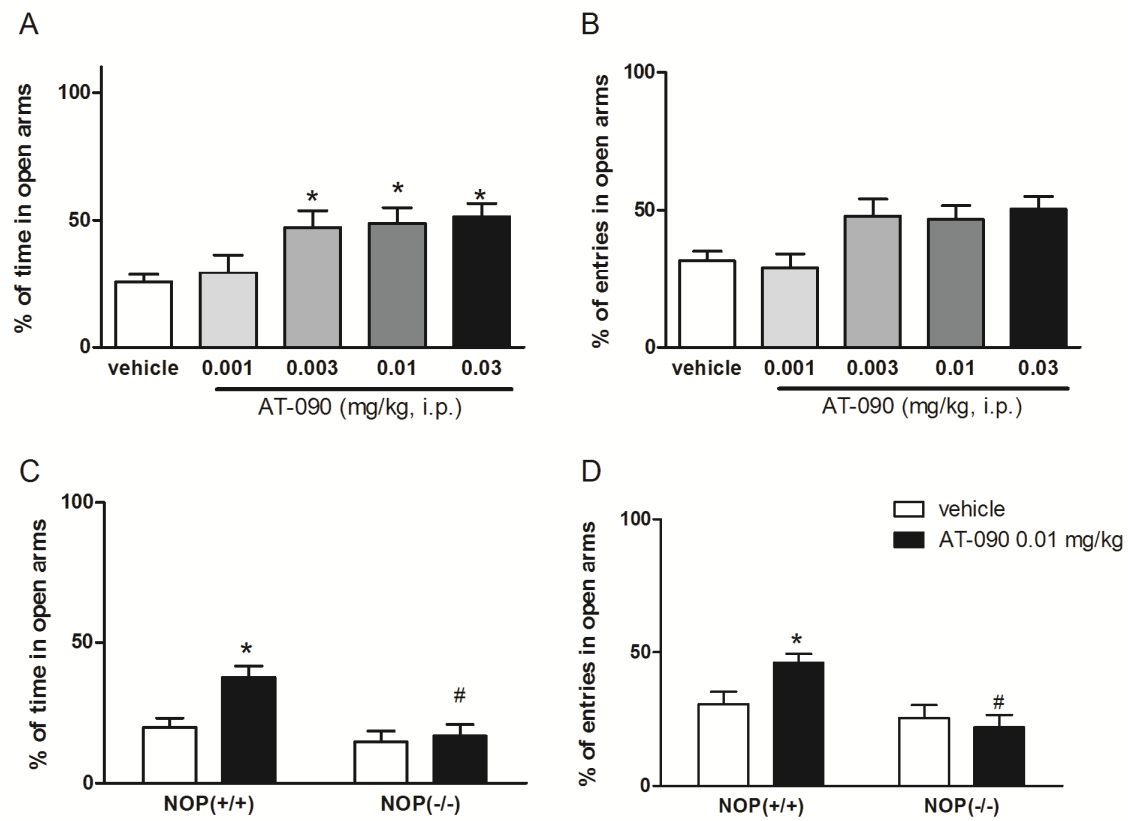 A
% of time in open arms
100
50
0
* * *
vehicle 0.001 0.003 0.01 0.03
AT-090 (mg/kg, i.p.)
B
% of entries in open arms
100
50
0
vehicle 0.001 0.003 0.01 0.03
AT-090 (mg/kg, i.p.)
C
% of time in open arms
100
50
0
* #
NOP(+/+) NOP(-/-)
D
% of entries in open arms
100
50
0
vehicle
AT-090 0.01 mg/kg
* #
NOP(+/+) NOP(-/-)